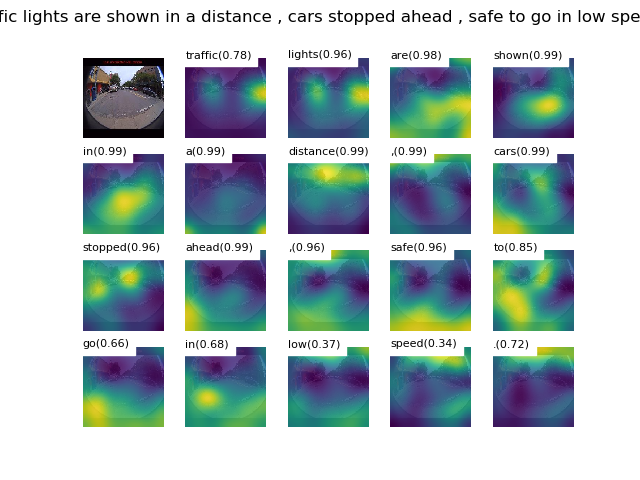 fic lights are shown in a distance , cars stopped ahead , safe to go in low spe
traffic(0.78) lights(0.96) are(0.98) shown(0.99)
in(0.99) a(0.99) distance(0.99) ,(0.99) cars(0.99)
stopped(0.96) ahead(0.99) ,(0.96) safe(0.96) to(0.85)
go(0.66) in(0.68) low(0.37) speed(0.34) .(0.72)